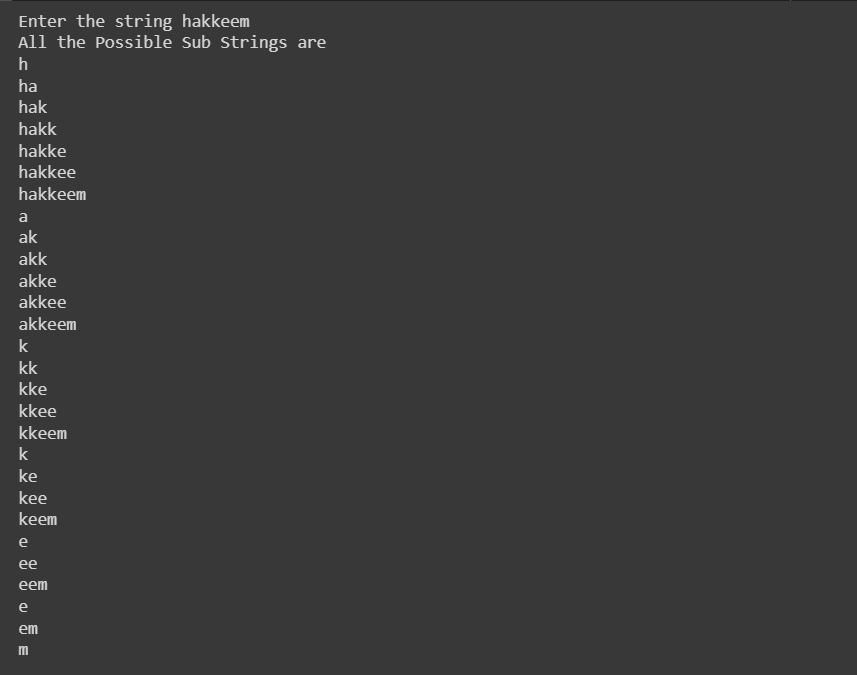 Enter the string hakkeem
All the Possible Sub Strings are
h
ha
hak
hakk
hakke
hakkee
hakkeem
a
ak
akk
akke
akkee
akkeem
k
kk
kke
kkee
kkeem
k
ke
kee
keem
e
ee
eem
e
em
m